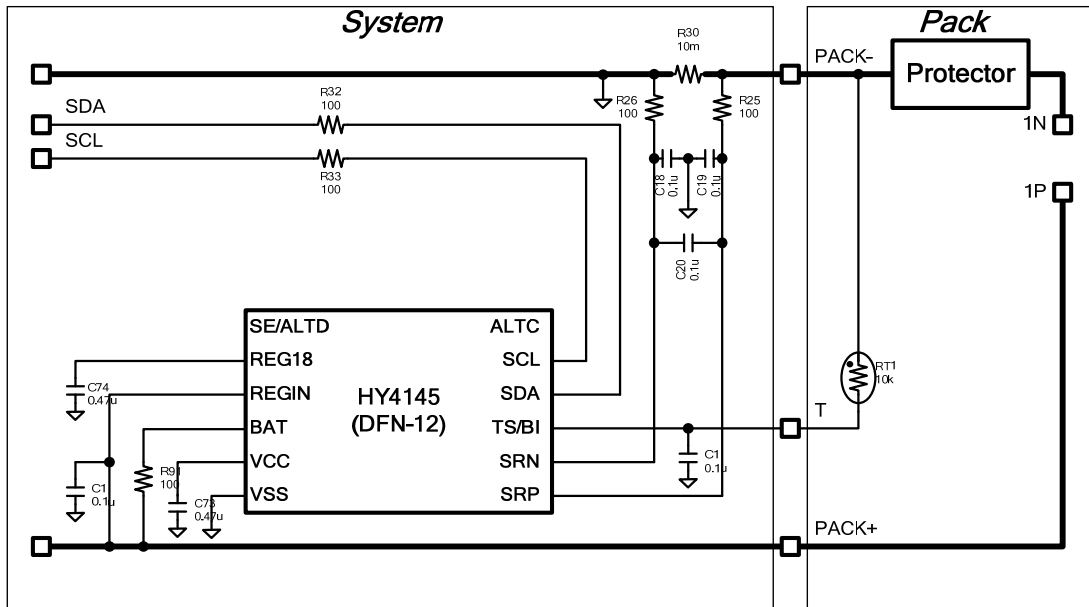 System
Pack
R30
10m
PACK-
Protector
SDA
R32
100
R26
100
R25
100
1N
SCL
R33
100
C18
0.1u
C19
0.1u
1P
C20
0.1u
SE/ALTD
ALTC
REG18
SCL
C74
0.47u
RT1
10k
REGIN
SDA
HY4145
(DFN-12)
BAT
TS/BI
T
VCC
SRN
C1
0.1u
R91
100
VSS
SRP
C1
0.1u
C73
0.47u
PACK+